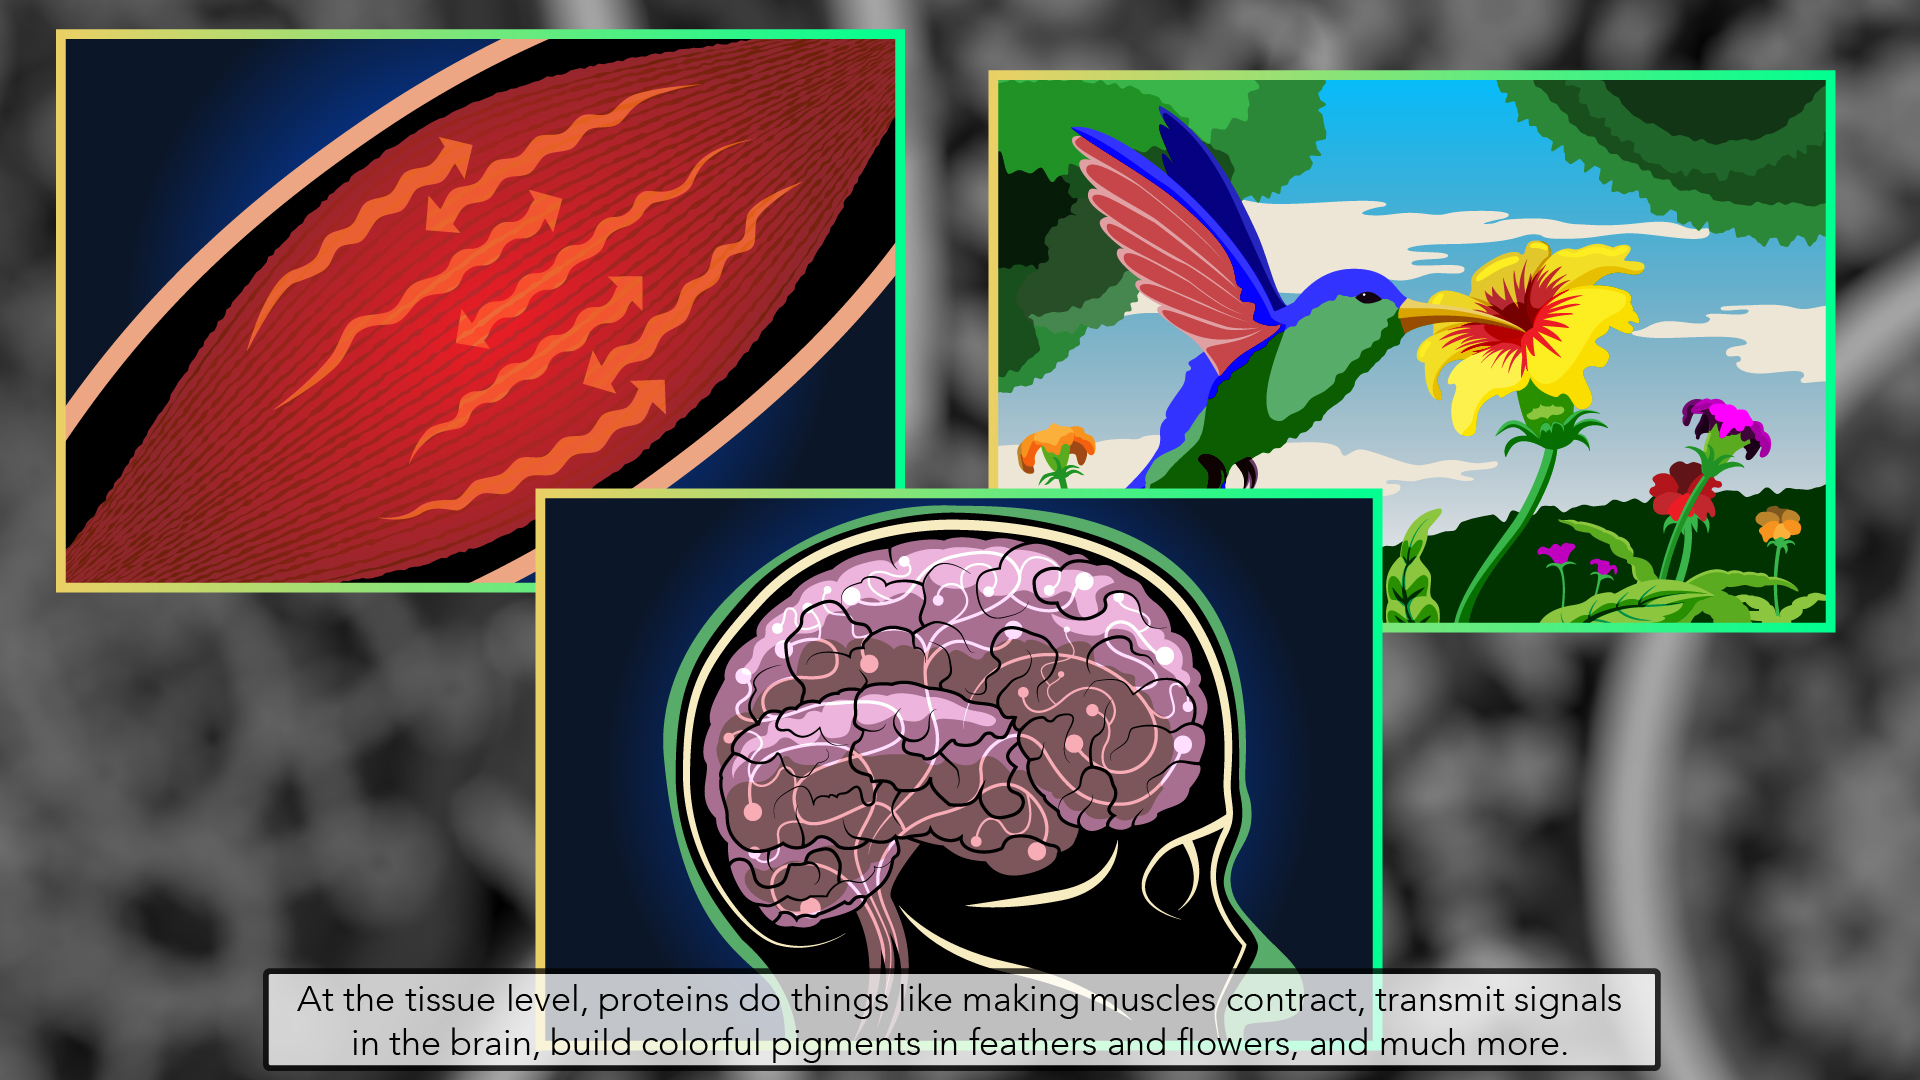 At the tissue level, proteins do things like making muscles contract, transmit signals
in the brain, build colorful pigments in feathers and flowers, and much more.